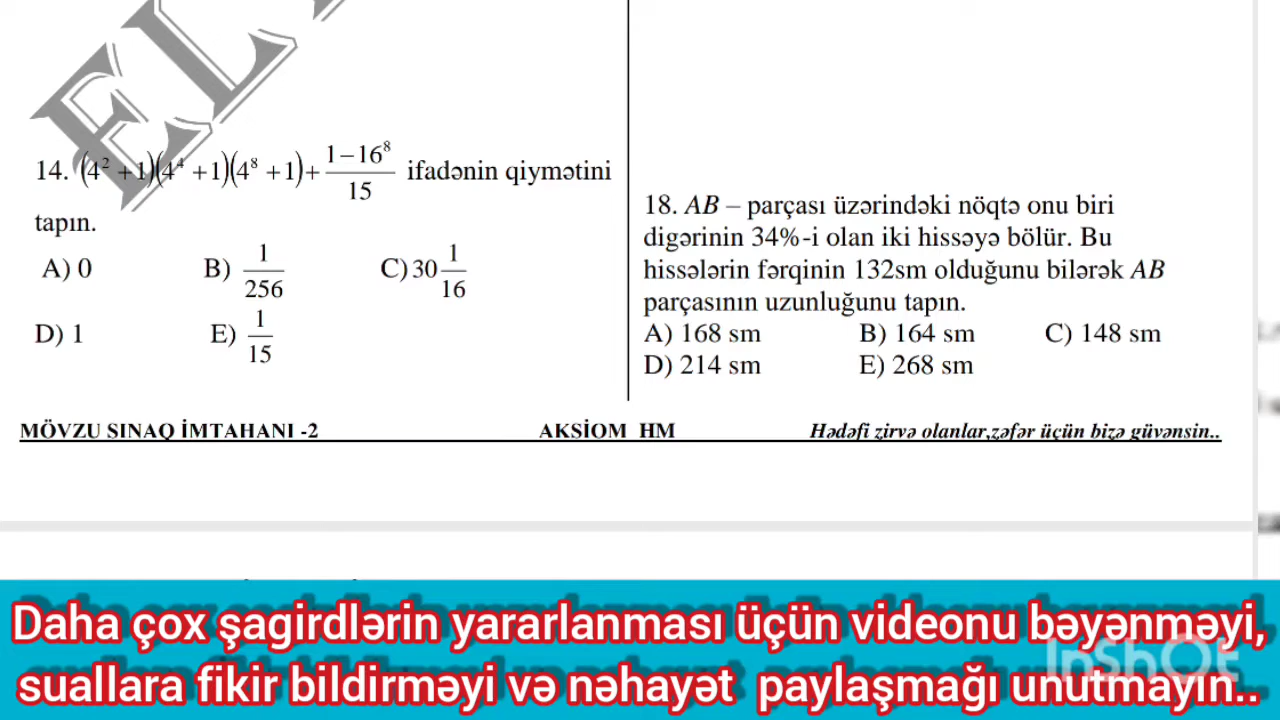 14. (4² +1)(4⁴ +1)(4⁸ +1)+ (1−16⁸)/15 ifadənin qiymətini
tapın.
A) 0 B) 1/256 C) 30 1/16
D) 1 E) 1/15
18. AB – parçası üzərindəki nöqtə onu biri
digərinin 34%-i olan iki hissəyə bölür. Bu
hissələrin fərqinin 132sm olduğunu bilərək AB
parçasının uzunluğunu tapın.
A) 168 sm B) 164 sm C) 148 sm
D) 214 sm E) 268 sm
MÖVZU SINAQ İMTAHANI -2 AKSİOM HM Hədəfi zirvə olanlar,zəfər üçün bizə güvənsin..
Daha çox şagirdlərin yararlanması üçün videonu bəyənməyi,
suallara fikir bildirməyi və nəhayət paylaşmağı unutmayın..
InShOt